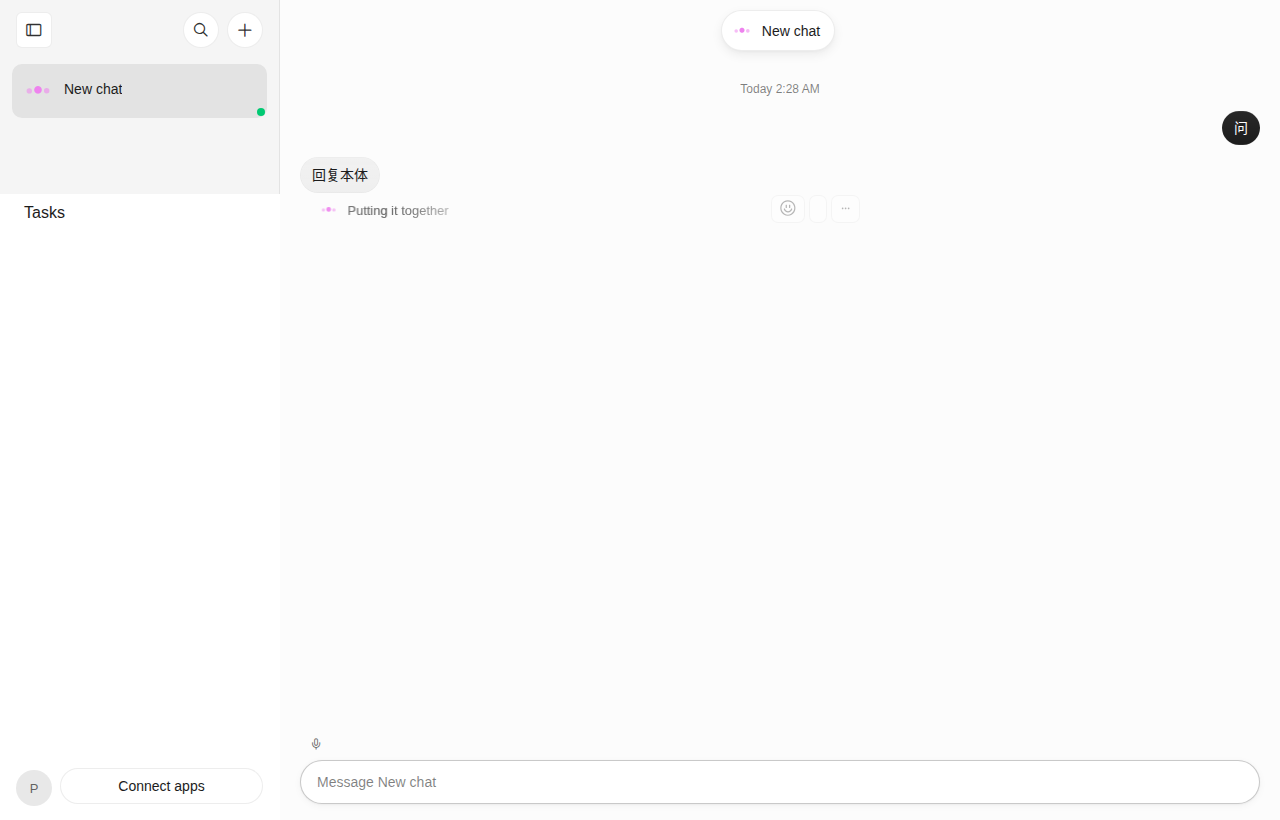 New chat
New chat
Today 2:28 AM
问
回复本体
Putting it together
Tasks
P
Connect apps
Message New chat